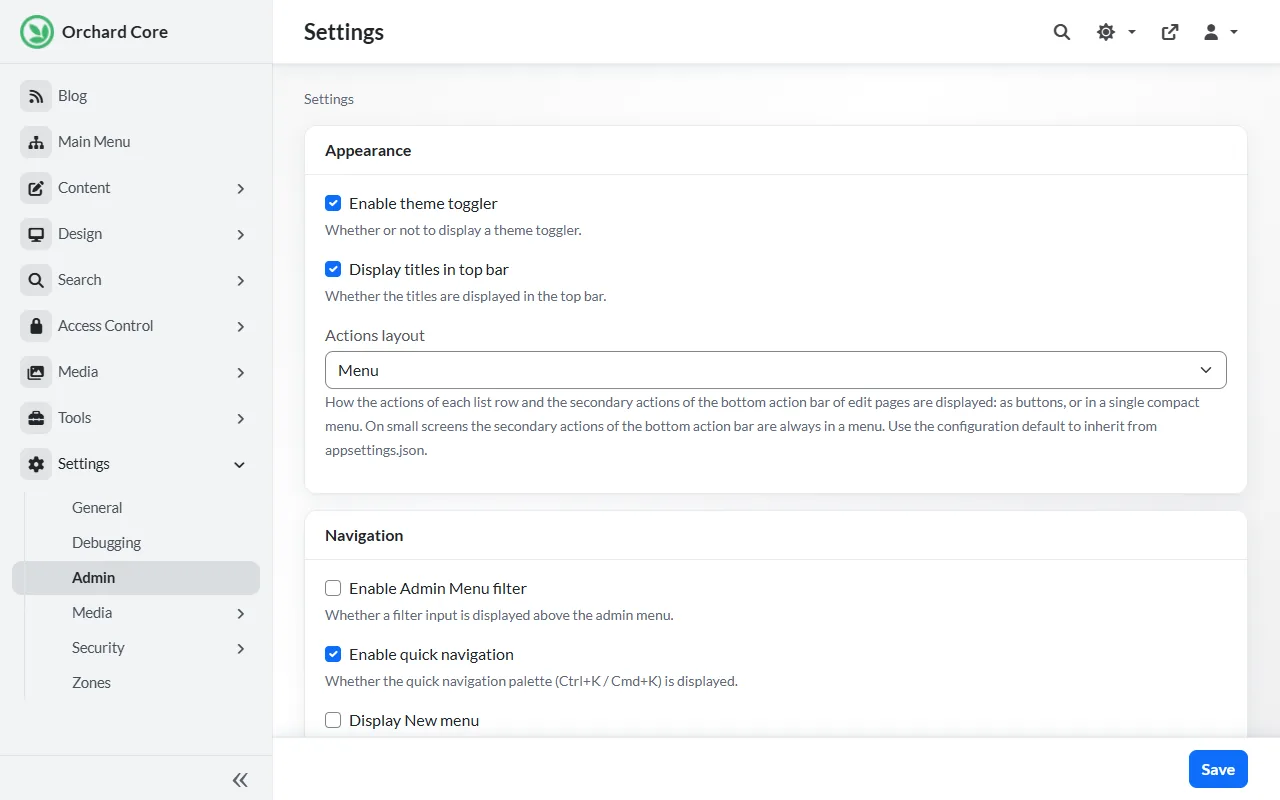 Orchard Core
Settings
Blog
Main Menu
Content
Design
Search
Access Control
Media
Tools
Settings
General
Debugging
Admin
Media
Security
Zones
Settings
Appearance
Enable theme toggler
Whether or not to display a theme toggler.
Display titles in top bar
Whether the titles are displayed in the top bar.
Actions layout
Menu
How the actions of each list row and the secondary actions of the bottom action bar of edit pages are displayed: as buttons, or in a single compact
menu. On small screens the secondary actions of the bottom action bar are always in a menu. Use the configuration default to inherit from
appsettings.json.
Navigation
Enable Admin Menu filter
Whether a filter input is displayed above the admin menu.
Enable quick navigation
Whether the quick navigation palette (Ctrl+K / Cmd+K) is displayed.
Display New menu
Save